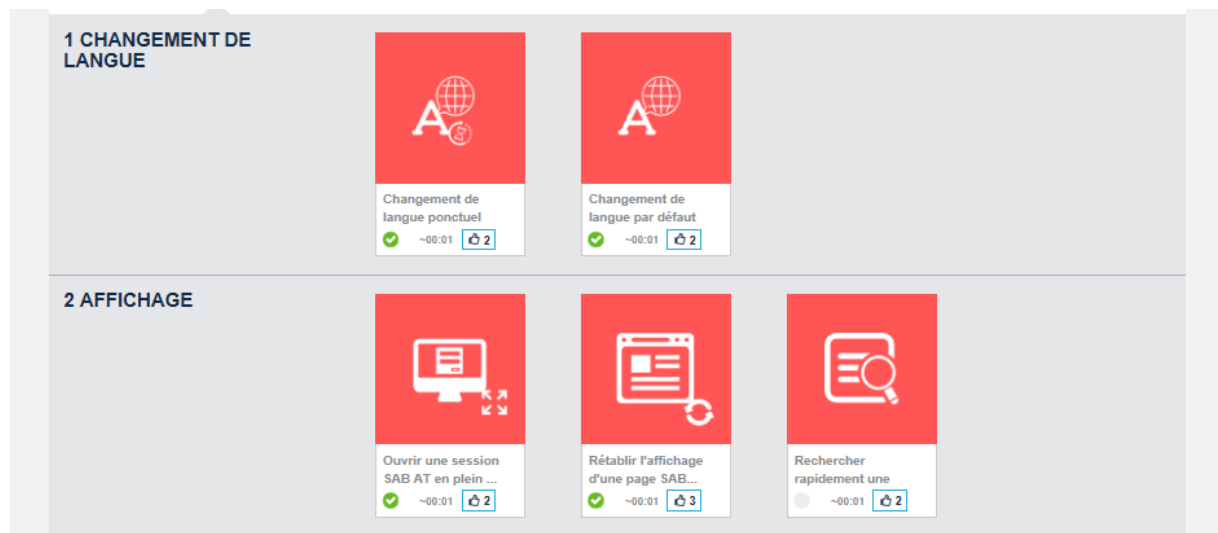 1 CHANGEMENT DE
LANGUE
Changement de
langue ponctuel
~00:01 2
Changement de
langue par défaut
~00:01 2
2 AFFICHAGE
Ouvrir une session
SAB AT en plein ...
~00:01 2
Rétablir l'affichage
d'une page SAB...
~00:01 3
Rechercher
rapidement une
~00:01 2